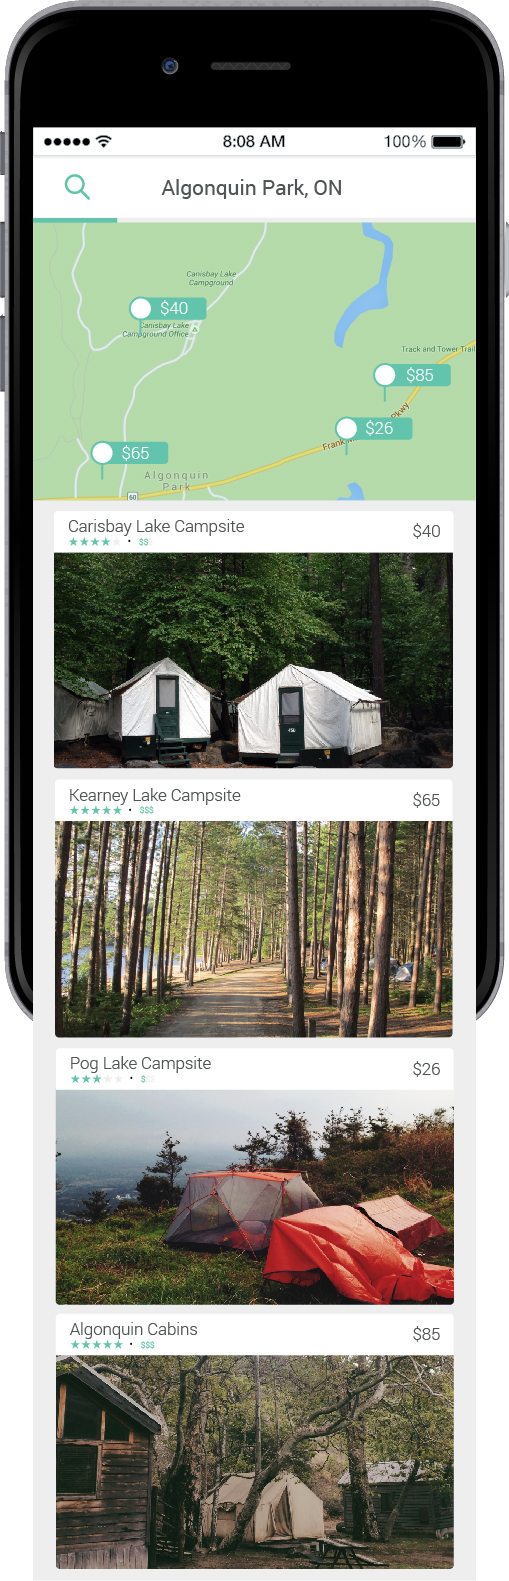 8:08 AM
100%
Algonquin Park, ON
Canisbay Lake
Campground
$40
Canisbay Lake
Campground Office
Track and Tower Trail
$85
Pkwy
$26
Frank
$65
Algonquin
Park
60
Carisbay Lake Campsite
$40
$$
Kearney Lake Campsite
$65
$$$
Pog Lake Campsite
$26
$
Algonquin Cabins
$85
$$$